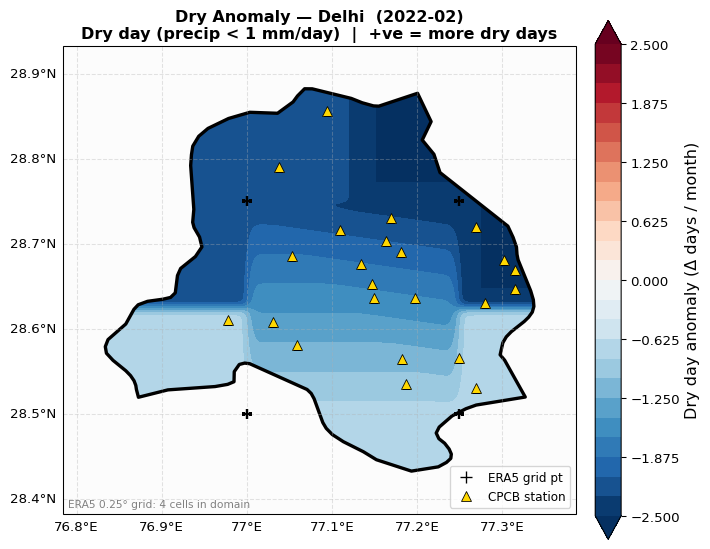 Dry Anomaly — Delhi  (2022-02)
Dry day (precip < 1 mm/day)  |  +ve = more dry days
28.9°N
28.8°N
28.7°N
28.6°N
28.5°N
28.4°N
76.8°E
76.9°E
77°E
77.1°E
77.2°E
77.3°E
ERA5 0.25° grid: 4 cells in domain
ERA5 grid pt
CPCB station
2.500
1.875
1.250
0.625
0.000
−0.625
−1.250
−1.875
−2.500
Dry day anomaly (Δ days / month)